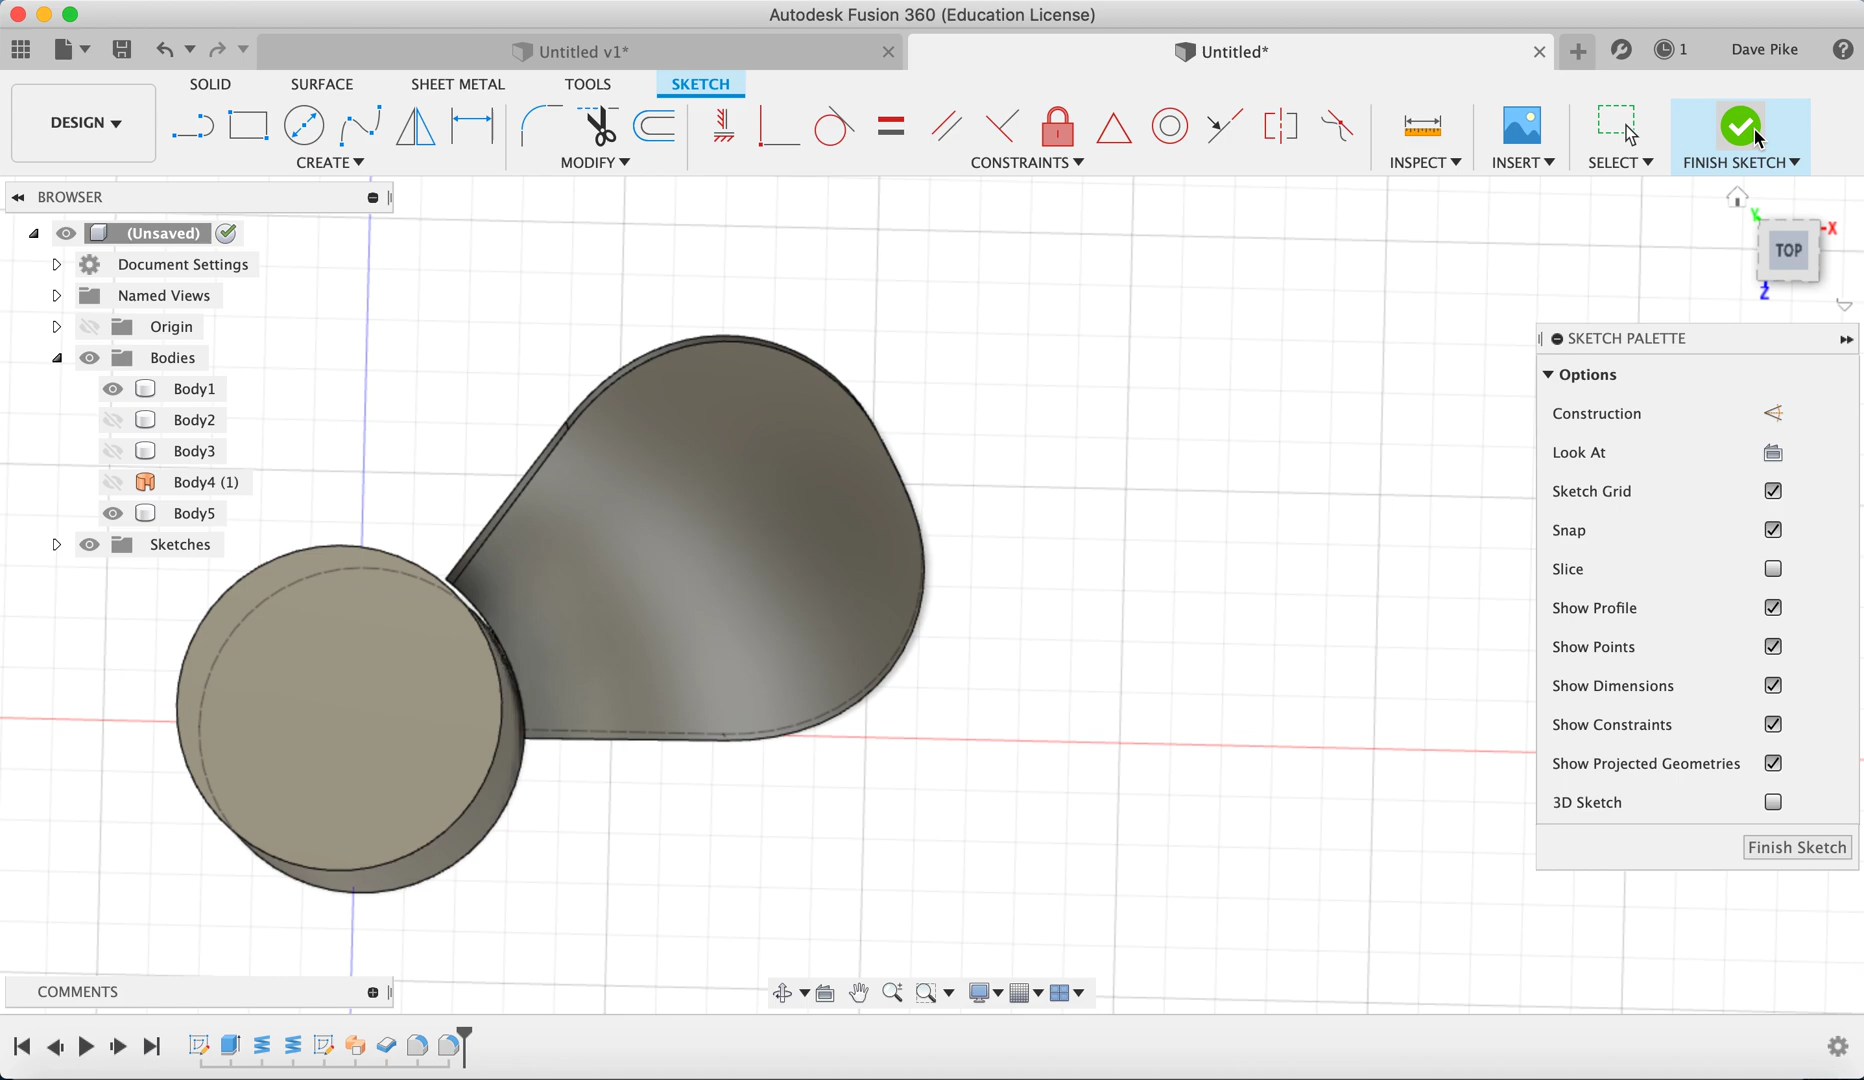 Autodesk Fusion 360 (Education License)
Untitled v1*
Untitled*
1
Dave Pike
SOLID
SURFACE
SHEET METAL
TOOLS
SKETCH
DESIGN
CREATE
MODIFY
CONSTRAINTS
INSPECT
INSERT
SELECT
FINISH SKETCH
BROWSER
(Unsaved)
Document Settings
Named Views
Origin
Bodies
Body1
Body2
Body3
Body4 (1)
Body5
Sketches
Y
-X
TOP
Z
SKETCH PALETTE
Options
Construction
Look At
Sketch Grid
Snap
Slice
Show Profile
Show Points
Show Dimensions
Show Constraints
Show Projected Geometries
3D Sketch
Finish Sketch
COMMENTS